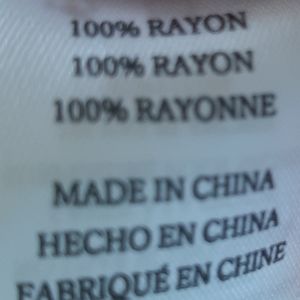 100% RAYON
100% RAYON
100% RAYONNE
MADE IN CHINA
HECHO EN CHINA
FABRIQUÉ EN CHINE